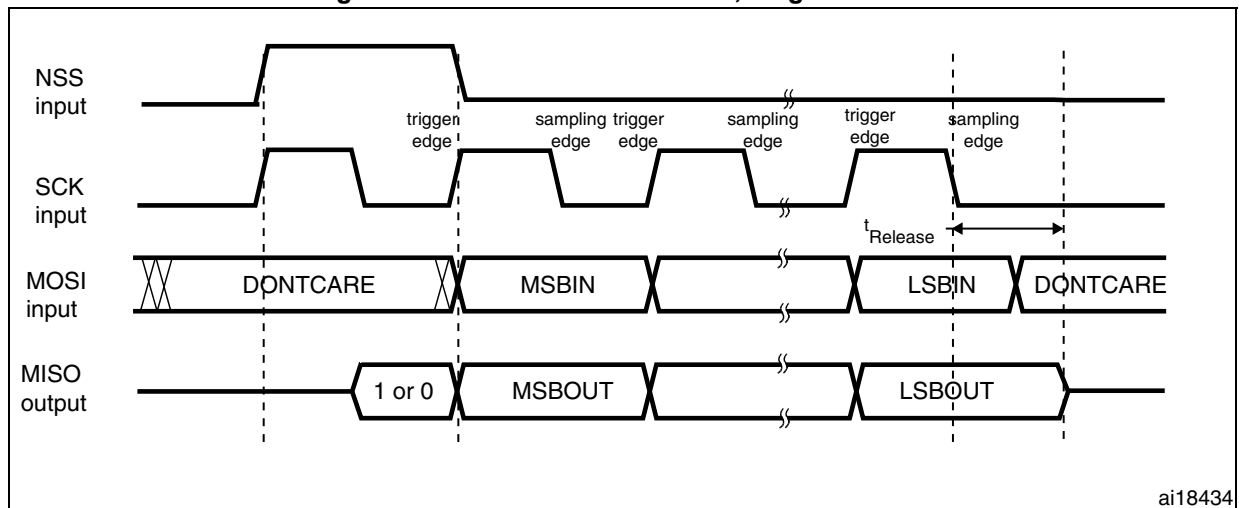 NSS
input
trigger
edge
sampling
edge
trigger
edge
sampling
edge
trigger
edge
sampling
edge
SCK
input
tRelease
MOSI
input
DONTCARE
MSBIN
LSBIN
DONTCARE
MISO
output
1 or 0
MSBOUT
LSBOUT
ai18434